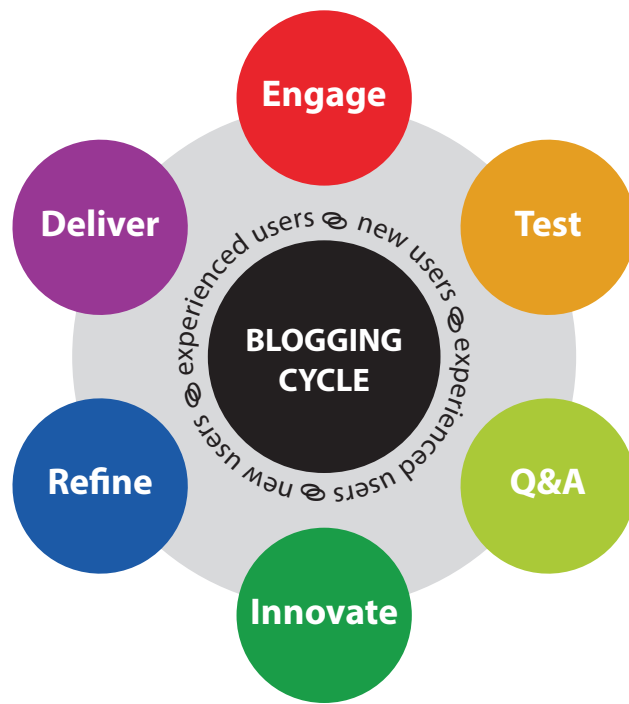 Engage
Test
Q&A
Innovate
Refine
Deliver
new users
experienced users
new users
experienced users
BLOGGING
CYCLE